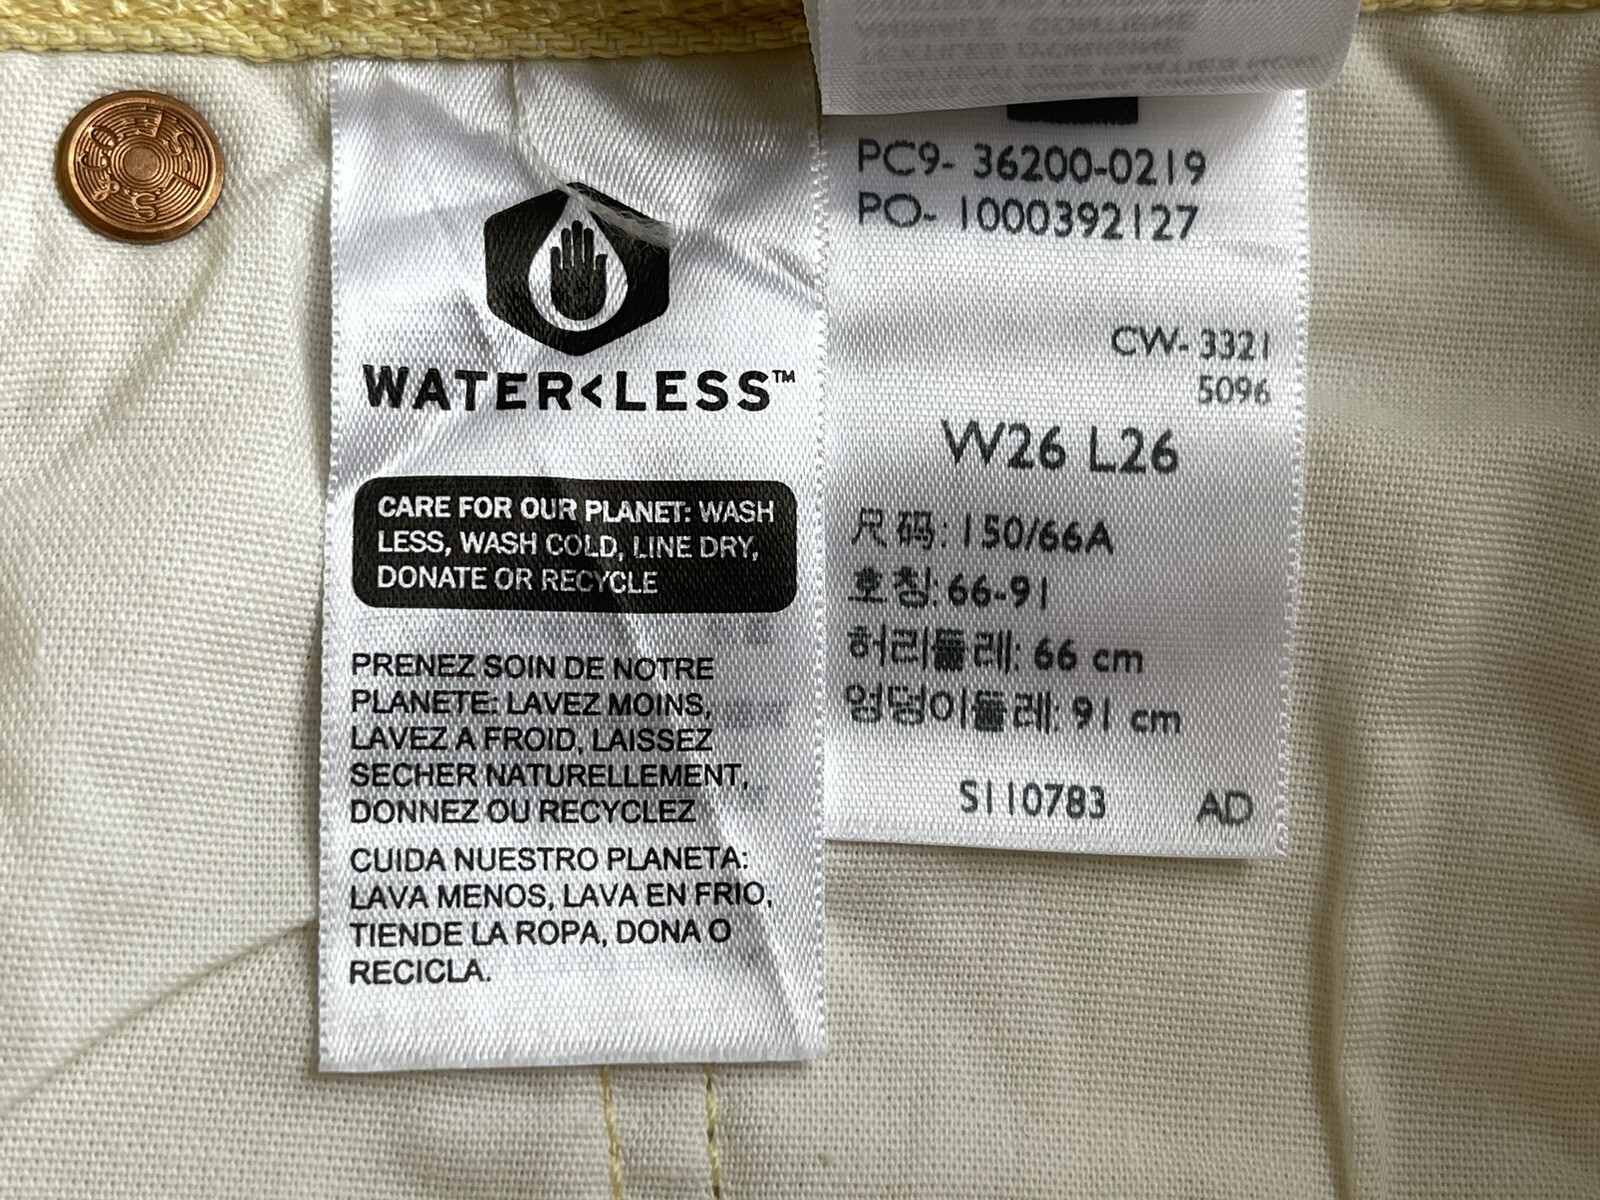 WATER<LESS™
CARE FOR OUR PLANET: WASH
LESS, WASH COLD, LINE DRY,
DONATE OR RECYCLE
PRENEZ SOIN DE NOTRE
PLANETE: LAVEZ MOINS,
LAVEZ A FROID, LAISSEZ
SECHER NATURELLEMENT,
DONNEZ OU RECYCLEZ
CUIDA NUESTRO PLANETA:
LAVA MENOS, LAVA EN FRIO,
TIENDE LA ROPA, DONA O
RECICLA.
PC9- 36200-0219
PO- 1000392127
CW- 3321
5096
W26 L26
尺码: 150/66A
호칭: 66-91
허리둘레: 66 cm
엉덩이둘레: 91 cm
S110783 AD